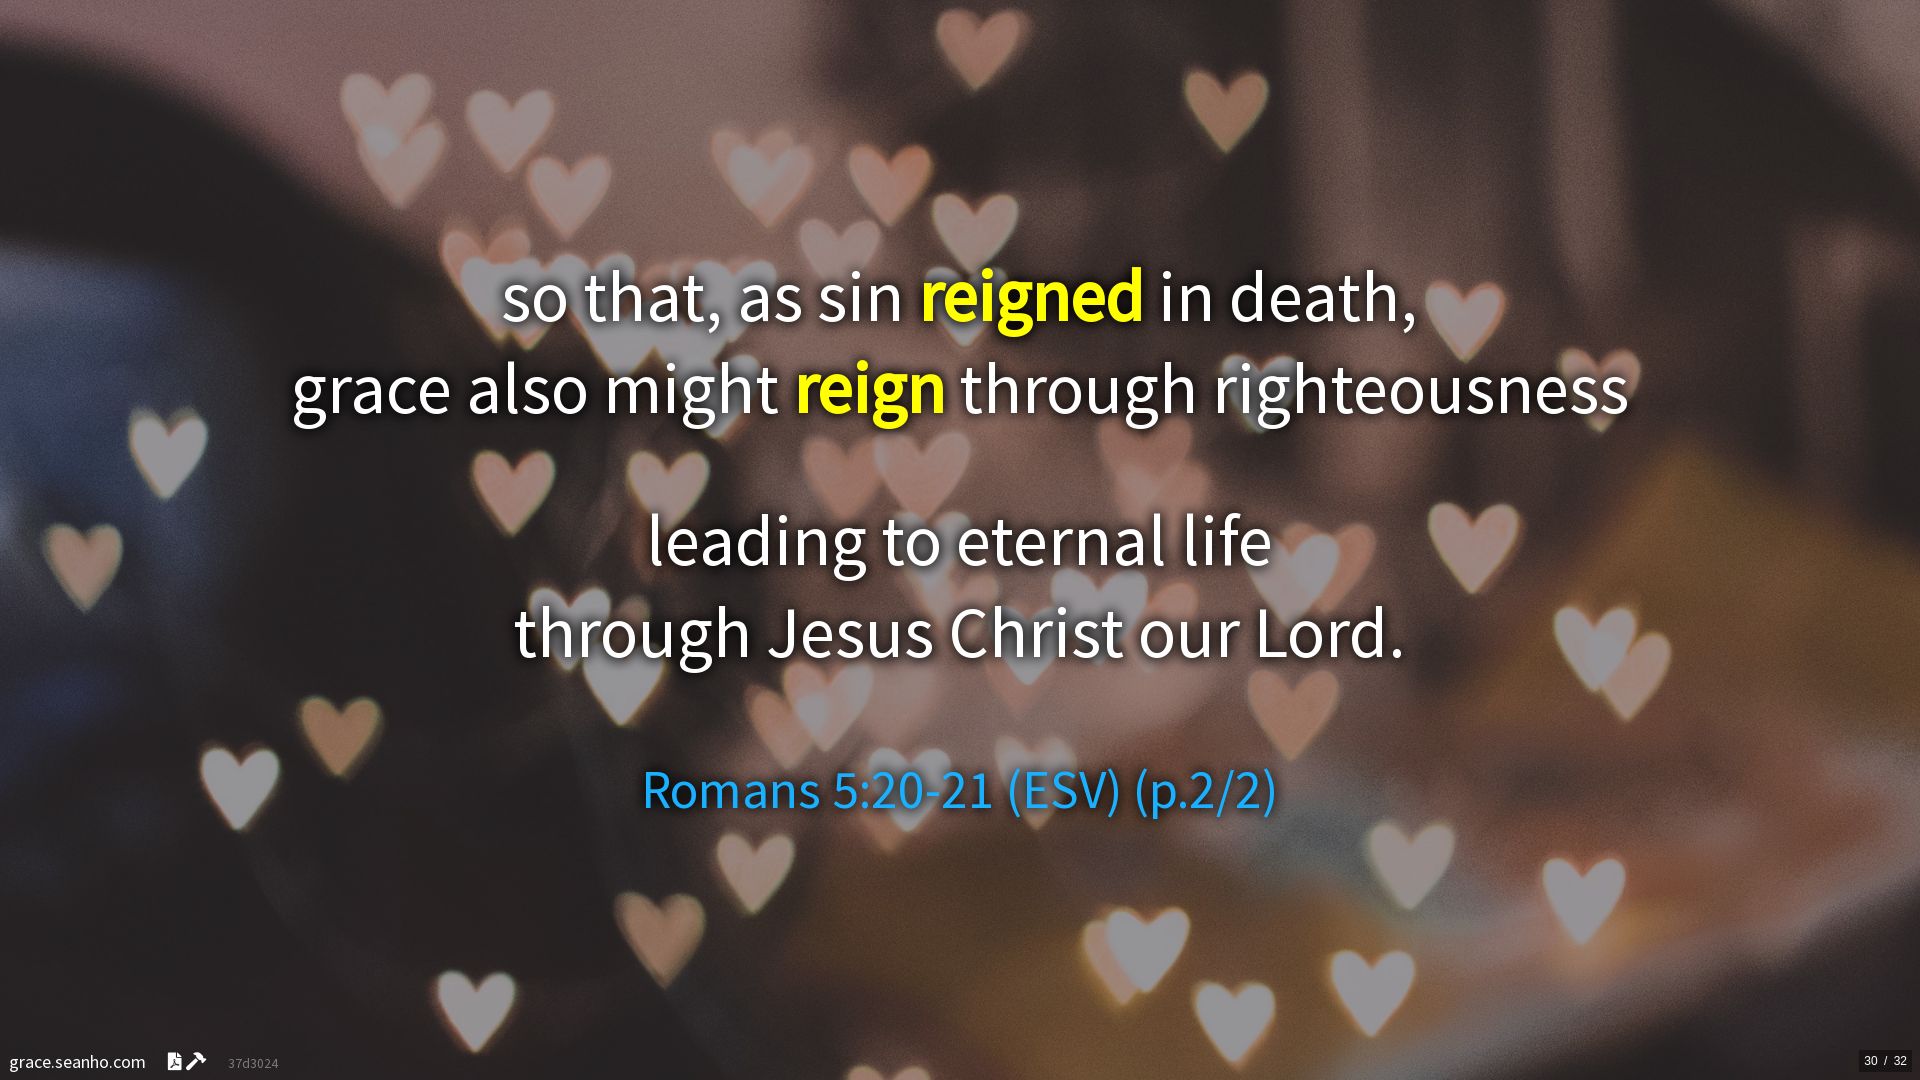 so that, as sin reigned in death,
grace also might reign through righteousness
leading to eternal life
through Jesus Christ our Lord.
Romans 5:20-21 (ESV) (p.2/2)
grace.seanho.com 37d3024
30 / 32